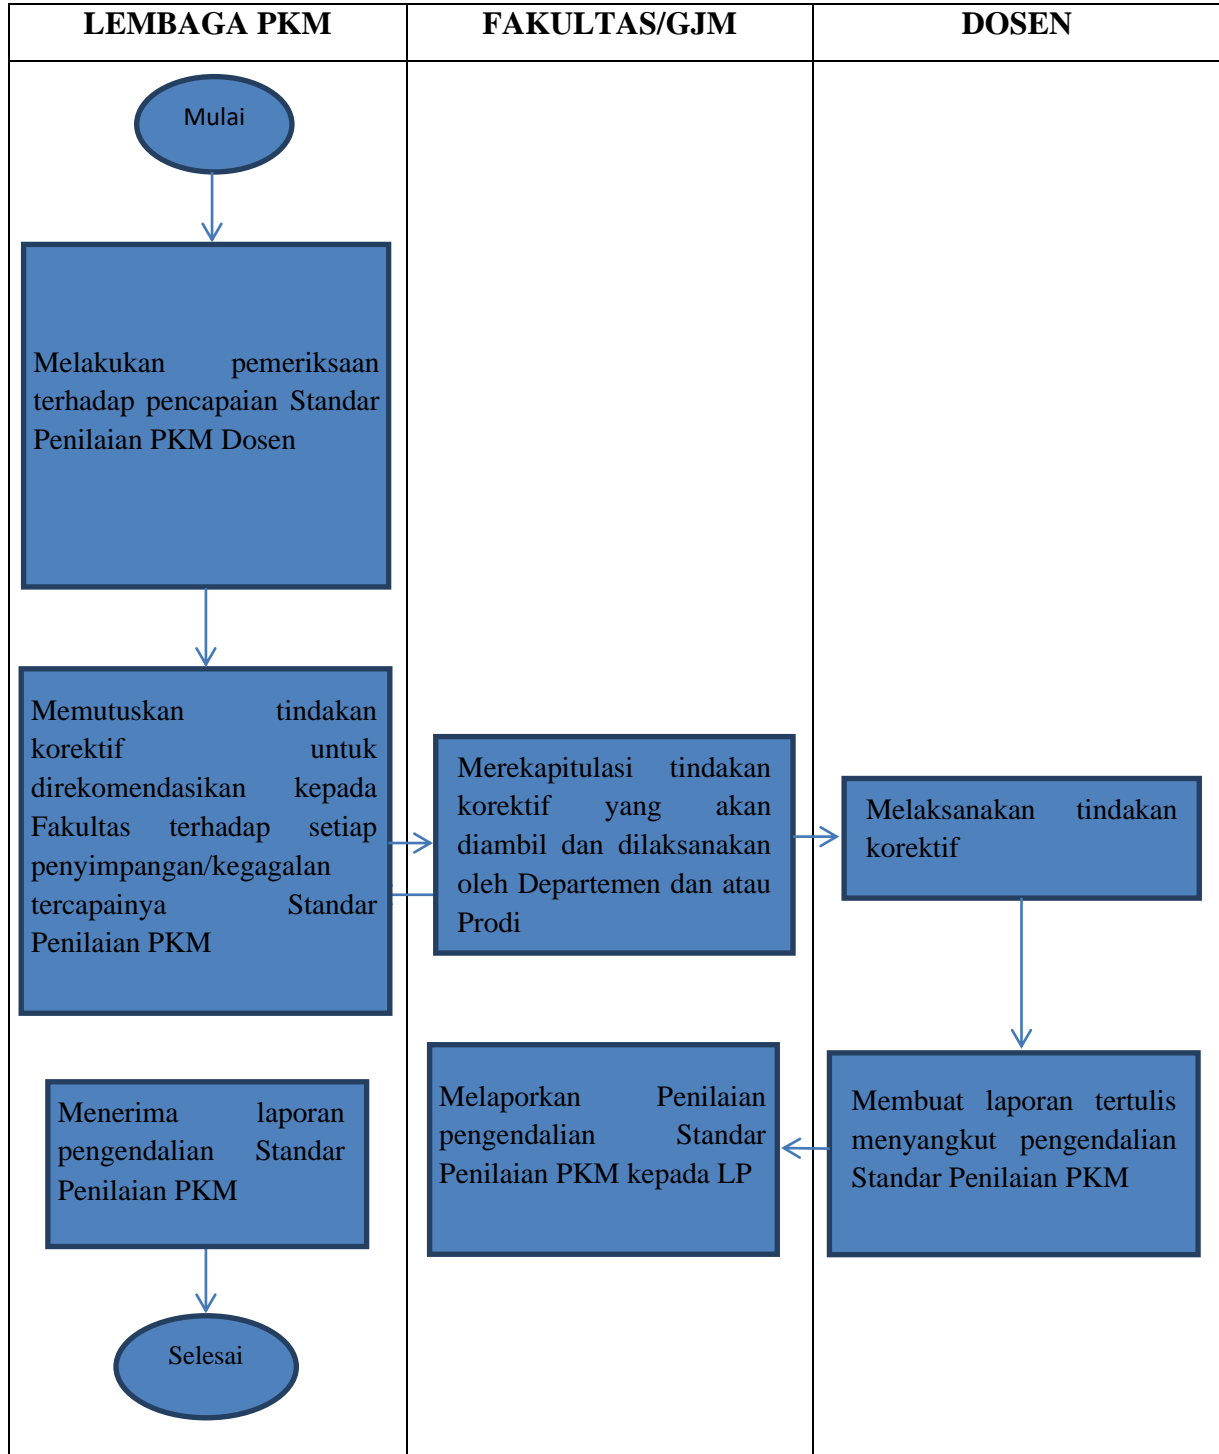 LEMBAGA PKM
FAKULTAS/GJM
DOSEN
Mulai
Melakukan pemeriksaan
terhadap pencapaian Standar
Penilaian PKM Dosen
Memutuskan tindakan
korektif untuk
direkomendasikan kepada
Fakultas terhadap setiap
penyimpangan/kegagalan
tercapainya Standar
Penilaian PKM
Merekapitulasi tindakan
korektif yang akan
diambil dan dilaksanakan
oleh Departemen dan atau
Prodi
Melaksanakan tindakan
korektif
Membuat laporan tertulis
menyangkut pengendalian
Standar Penilaian PKM
Melaporkan Penilaian
pengendalian Standar
Penilaian PKM kepada LP
Menerima laporan
pengendalian Standar
Penilaian PKM
Selesai